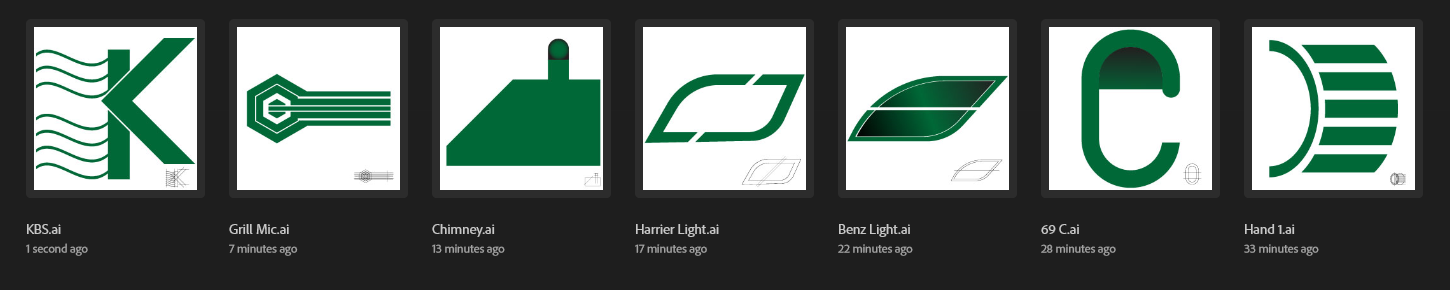 KBS.ai
1 second ago
Grill Mic.ai
7 minutes ago
Chimney.ai
13 minutes ago
Harrier Light.ai
17 minutes ago
Benz Light.ai
22 minutes ago
69 C.ai
28 minutes ago
Hand 1.ai
33 minutes ago